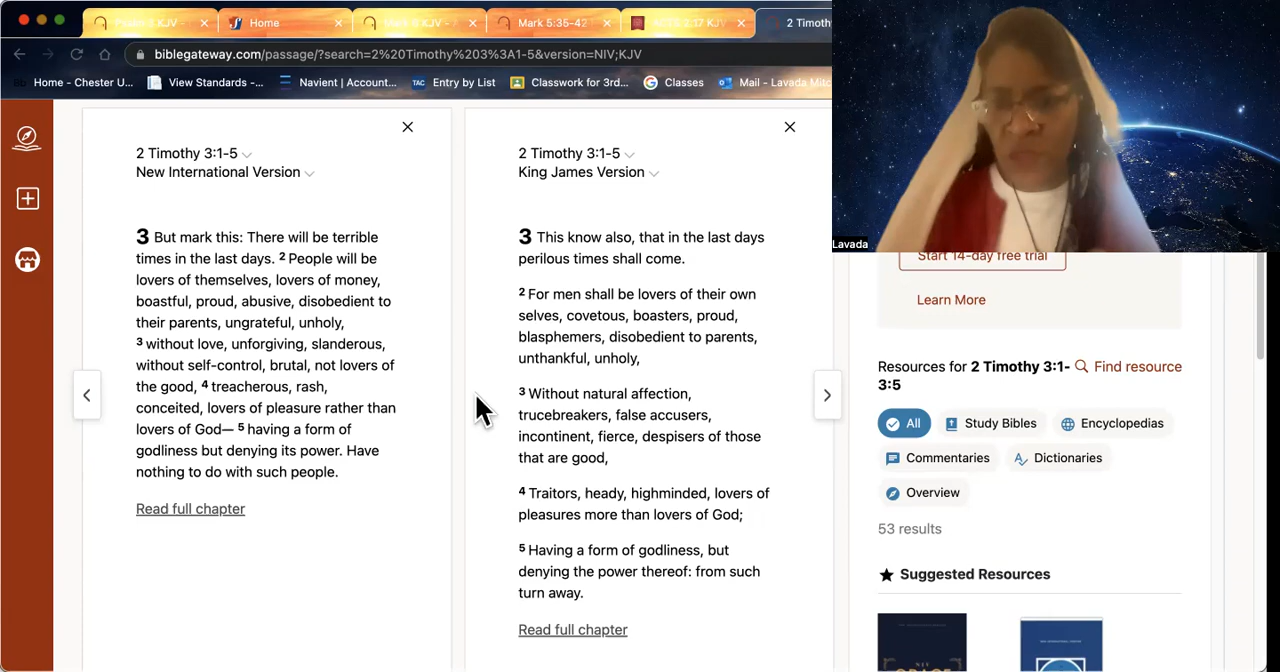 Psalm 3 KJV -
Home
Mark 5:35-42
ACTS 2:17 KJV
2 Timoth
biblegateway.com/passage/?search=2%20Timothy%203%3A1-5&version=NIV;KJV
Home - Chester U...
View Standards -...
Navient | Account...
TAC Entry by List
Classwork for 3rd...
Classes
Mail - Lavada Mitc
Lavada
2 Timothy 3:1-5
New International Version
3 But mark this: There will be terrible
times in the last days. 2 People will be
lovers of themselves, lovers of money,
boastful, proud, abusive, disobedient to
their parents, ungrateful, unholy,
3 without love, unforgiving, slanderous,
without self-control, brutal, not lovers of
the good, 4 treacherous, rash,
conceited, lovers of pleasure rather than
lovers of God— 5 having a form of
godliness but denying its power. Have
nothing to do with such people.
Read full chapter
2 Timothy 3:1-5
King James Version
3 This know also, that in the last days
perilous times shall come.
2 For men shall be lovers of their own
selves, covetous, boasters, proud,
blasphemers, disobedient to parents,
unthankful, unholy,
3 Without natural affection,
trucebreakers, false accusers,
incontinent, fierce, despisers of those
that are good,
4 Traitors, heady, highminded, lovers of
pleasures more than lovers of God;
5 Having a form of godliness, but
denying the power thereof: from such
turn away.
Read full chapter
Start 14-day free trial
Learn More
Resources for 2 Timothy 3:1-
3:5
Find resource
All
Study Bibles
Encyclopedias
Commentaries
Dictionaries
Overview
53 results
Suggested Resources